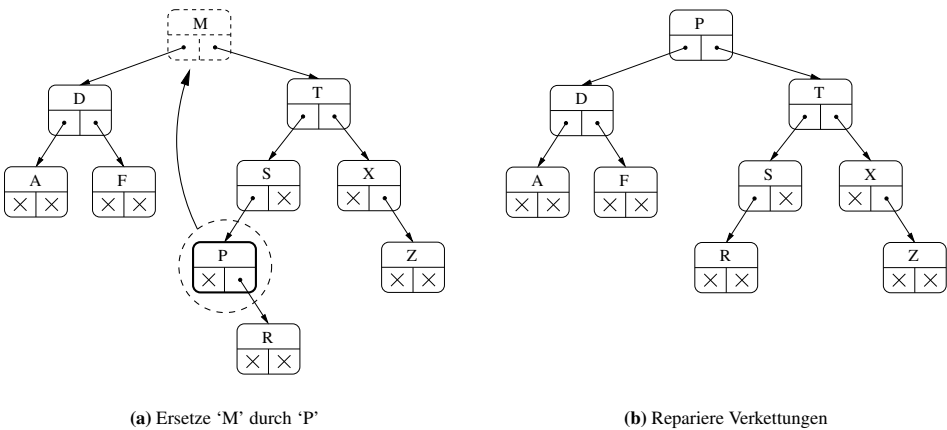 M
P
D
T
D
T
A
F
S
X
A
F
S
X
P
Z
R
Z
R
(a) Ersetze ‘M’ durch ‘P’
(b) Repariere Verkettungen